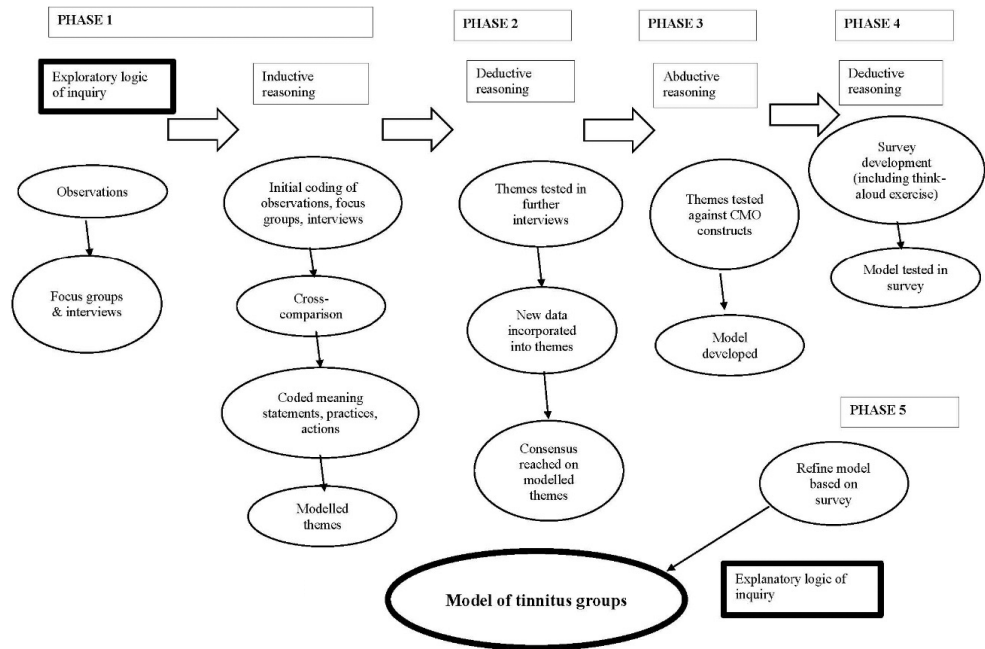 PHASE 1
Exploratory logic
of inquiry
Observations
Focus groups
& interviews
Inductive
reasoning
Initial coding of
observations, focus
groups, interviews
Cross-
comparison
Coded meaning
statements, practices,
actions
Modelled
themes
PHASE 2
Deductive
reasoning
Themes tested in
further
interviews
New data
incorporated
into themes
Consensus
reached on
modelled
themes
PHASE 3
Abductive
reasoning
Themes tested
against CMO
constructs
Model
developed
PHASE 4
Deductive
reasoning
Survey
development
(including think-
aloud exercise)
Model tested in
survey
PHASE 5
Refine model
based on
survey
Model of tinnitus groups
Explanatory logic of
inquiry